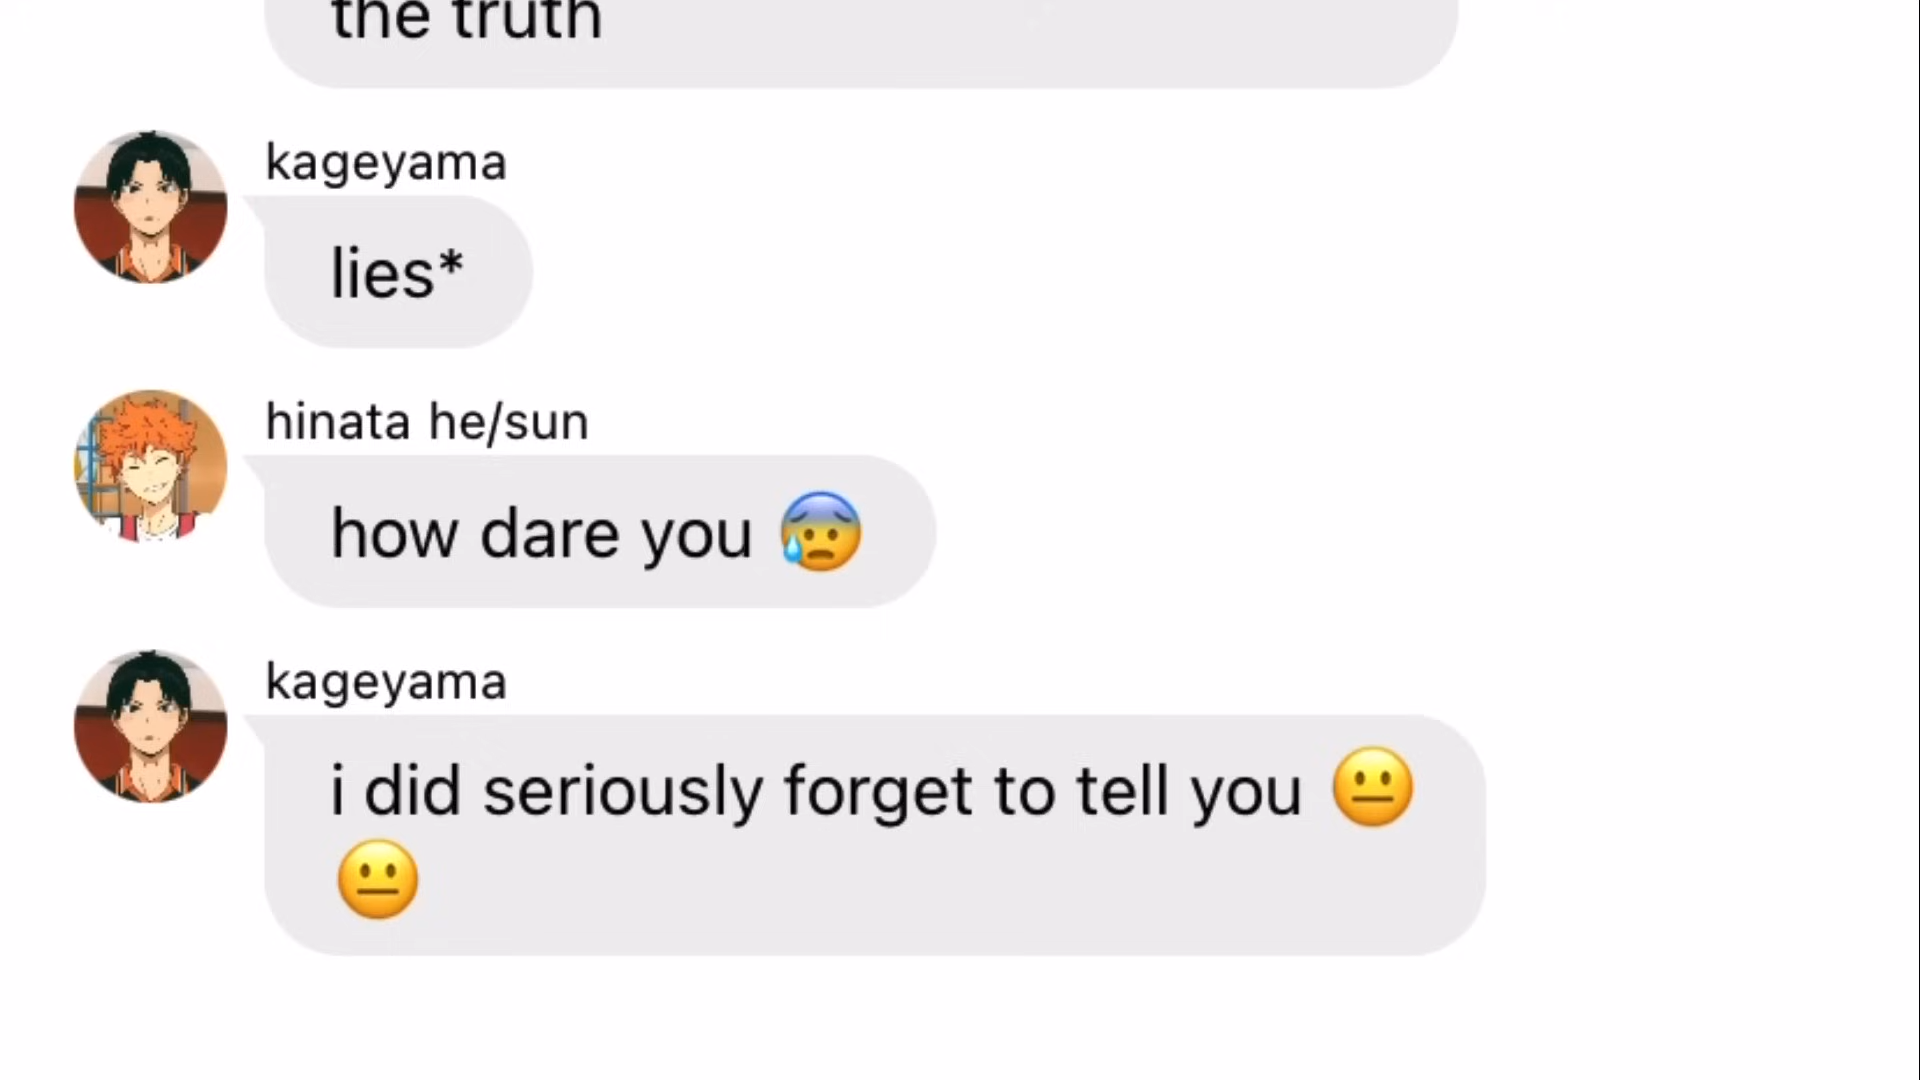 the truth
kageyama
lies*
hinata he/sun
how dare you 😰
kageyama
i did seriously forget to tell you 😐
😐